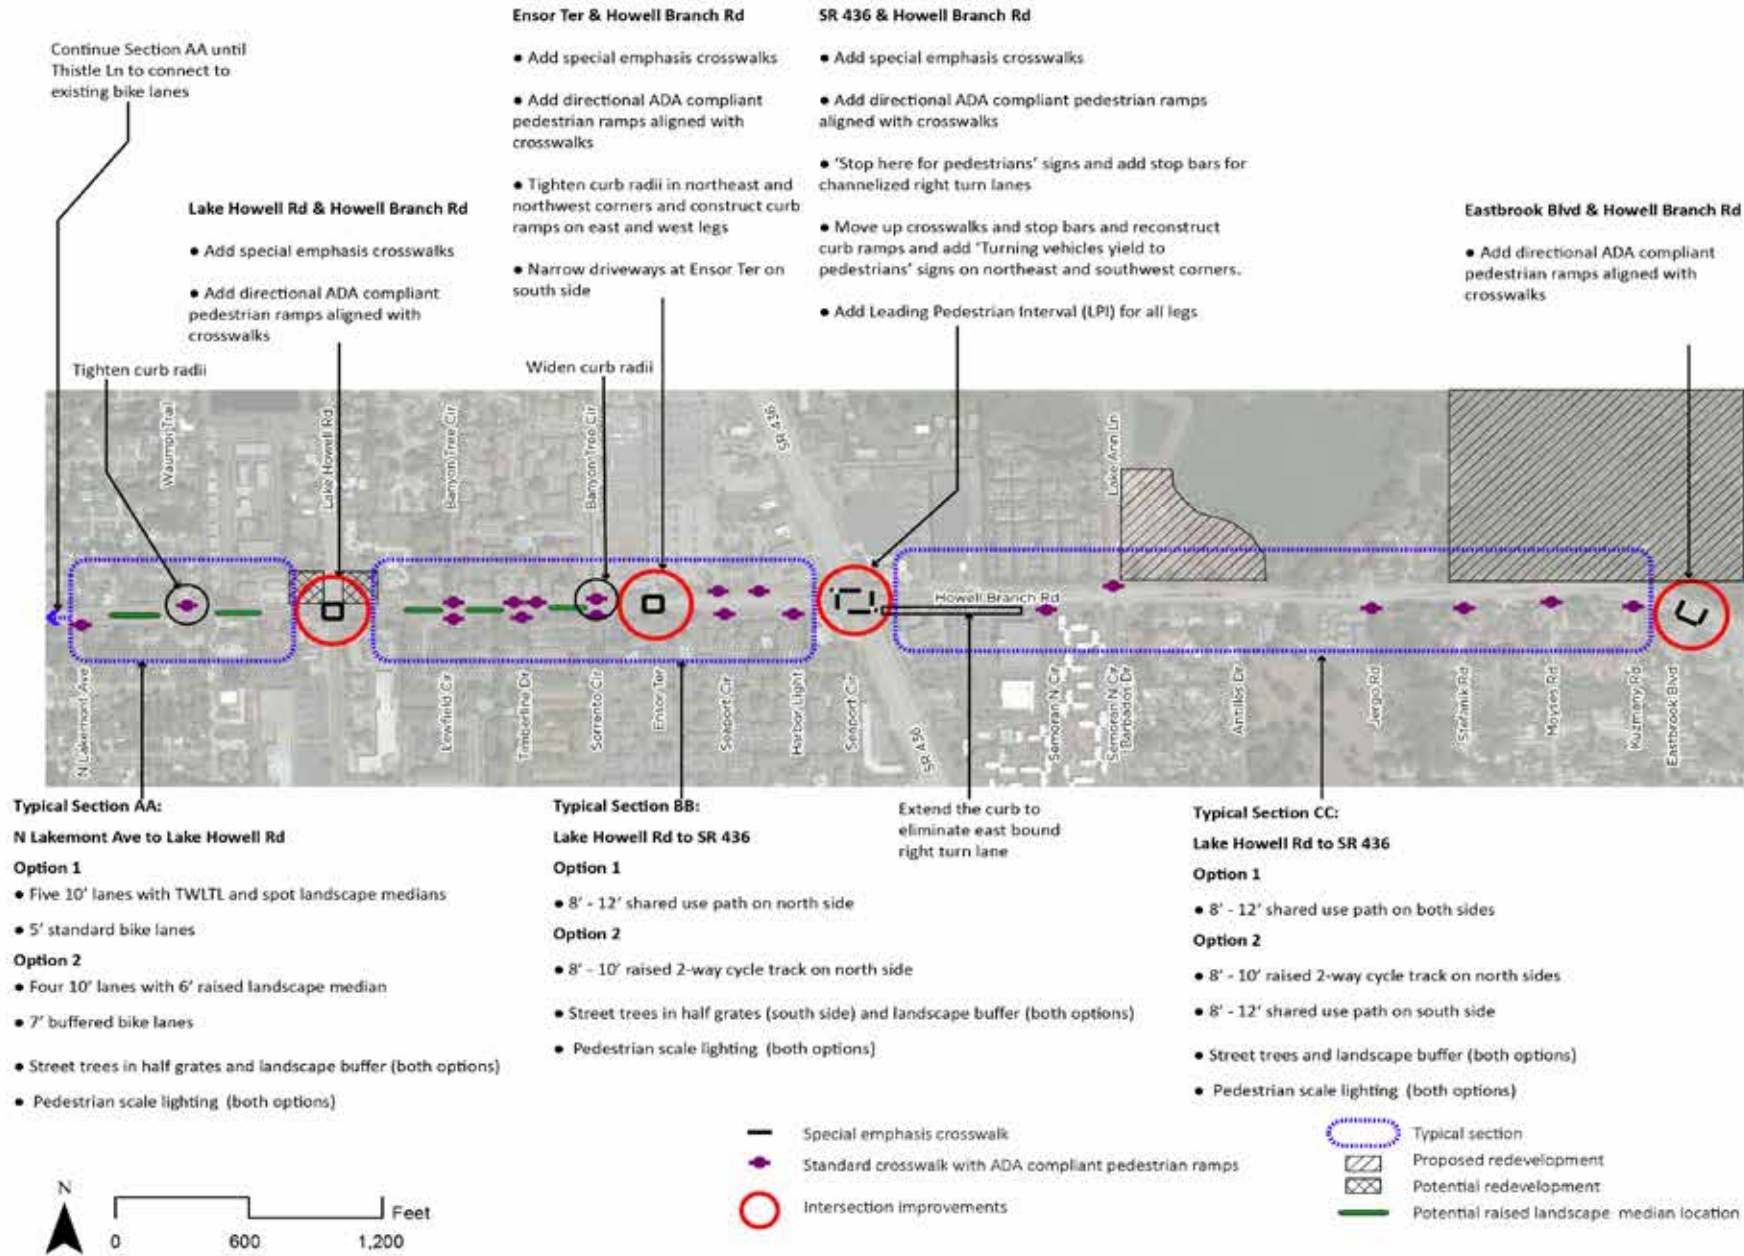 Continue Section AA until
Thistle Ln to connect to
existing bike lanes
Lake Howell Rd & Howell Branch Rd
● Add special emphasis crosswalks
● Add directional ADA compliant
pedestrian ramps aligned with
crosswalks
Tighten curb radii
Ensor Ter & Howell Branch Rd
● Add special emphasis crosswalks
● Add directional ADA compliant
pedestrian ramps aligned with
crosswalks
● Tighten curb radii in northeast and
northwest corners and construct curb
ramps on east and west legs
● Narrow driveways at Ensor Ter on
south side
Widen curb radii
SR 436 & Howell Branch Rd
● Add special emphasis crosswalks
● Add directional ADA compliant pedestrian ramps
aligned with crosswalks
● 'Stop here for pedestrians' signs and add stop bars for
channelized right turn lanes
● Move up crosswalks and stop bars and reconstruct
curb ramps and add 'Turning vehicles yield to
pedestrians' signs on northeast and southwest corners.
● Add Leading Pedestrian Interval (LPI) for all legs
Eastbrook Blvd & Howell Branch Rd
● Add directional ADA compliant
pedestrian ramps aligned with
crosswalks
Waumpi Trail
Lake Howell Rd
Banyon Tree Cir
Banyon Tree Cir
SR 436
Lake Ann Ln
Howell Branch Rd
N Lakemont Ave
Lowfield Cir
Timberline Dr
Sorrento Cir
Ensor Ter
Seaport Cir
Harbor Light
Seaport Cir
SR 436
Semoran N Cir
Semoran N Cir
Barbados Dr
Antilles Dr
Jergo Rd
Stefanik Rd
Moyses Rd
Kuzmany Rd
Eastbrook Blvd
Typical Section AA:
N Lakemont Ave to Lake Howell Rd
Option 1
● Five 10' lanes with TWLTL and spot landscape medians
● 5' standard bike lanes
Option 2
● Four 10' lanes with 6' raised landscape median
● 7' buffered bike lanes
● Street trees in half grates and landscape buffer (both options)
● Pedestrian scale lighting (both options)
Typical Section BB:
Lake Howell Rd to SR 436
Option 1
● 8' - 12' shared use path on north side
Option 2
● 8' - 10' raised 2-way cycle track on north side
● Street trees in half grates (south side) and landscape buffer (both options)
● Pedestrian scale lighting (both options)
Extend the curb to
eliminate east bound
right turn lane
Typical Section CC:
Lake Howell Rd to SR 436
Option 1
● 8' - 12' shared use path on both sides
Option 2
● 8' - 10' raised 2-way cycle track on north sides
● 8' - 12' shared use path on south side
● Street trees and landscape buffer (both options)
● Pedestrian scale lighting (both options)
Special emphasis crosswalk
Standard crosswalk with ADA compliant pedestrian ramps
Intersection improvements
Typical section
Proposed redevelopment
Potential redevelopment
Potential raised landscape median location
N
Feet
0 600 1,200